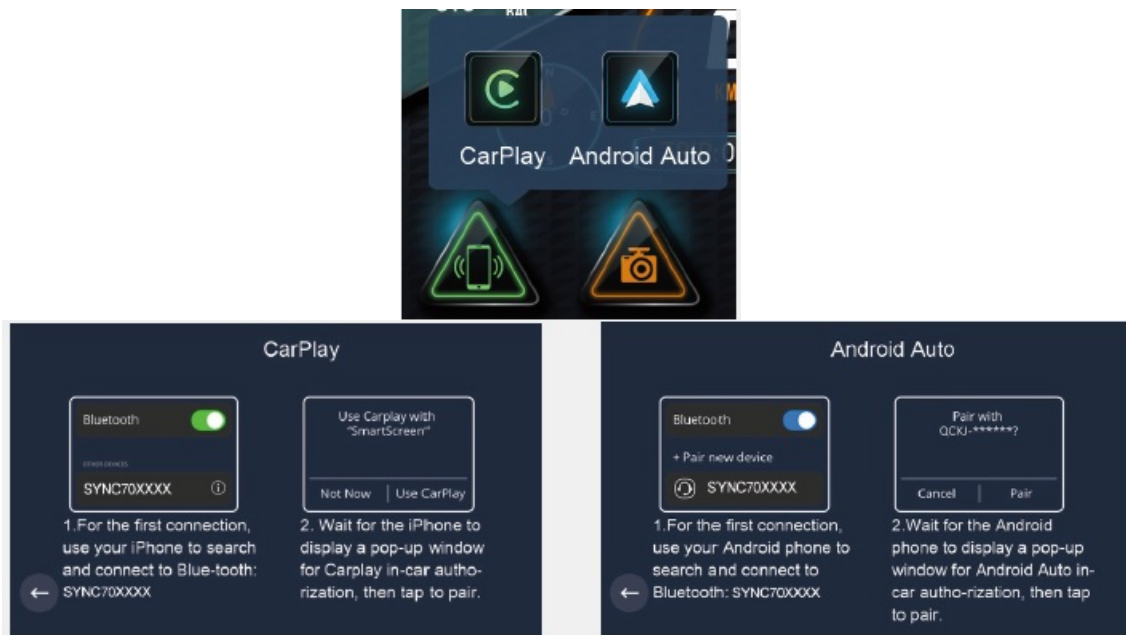 CarPlay Android Auto
CarPlay
Bluetooth
OTHER DEVICES
SYNC70XXXX
1.For the first connection,
use your iPhone to search
and connect to Blue-tooth:
SYNC70XXXX
Use Carplay with
"SmartScreen"
Not Now Use CarPlay
2. Wait for the iPhone to
display a pop-up window
for Carplay in-car autho-
rization, then tap to pair.
Android Auto
Bluetooth
+ Pair new device
SYNC70XXXX
1.For the first connection,
use your Android phone to
search and connect to
Bluetooth: SYNC70XXXX
Pair with
QCKJ-******?
Cancel Pair
2.Wait for the Android
phone to display a pop-up
window for Android Auto in-
car autho-rization, then tap
to pair.